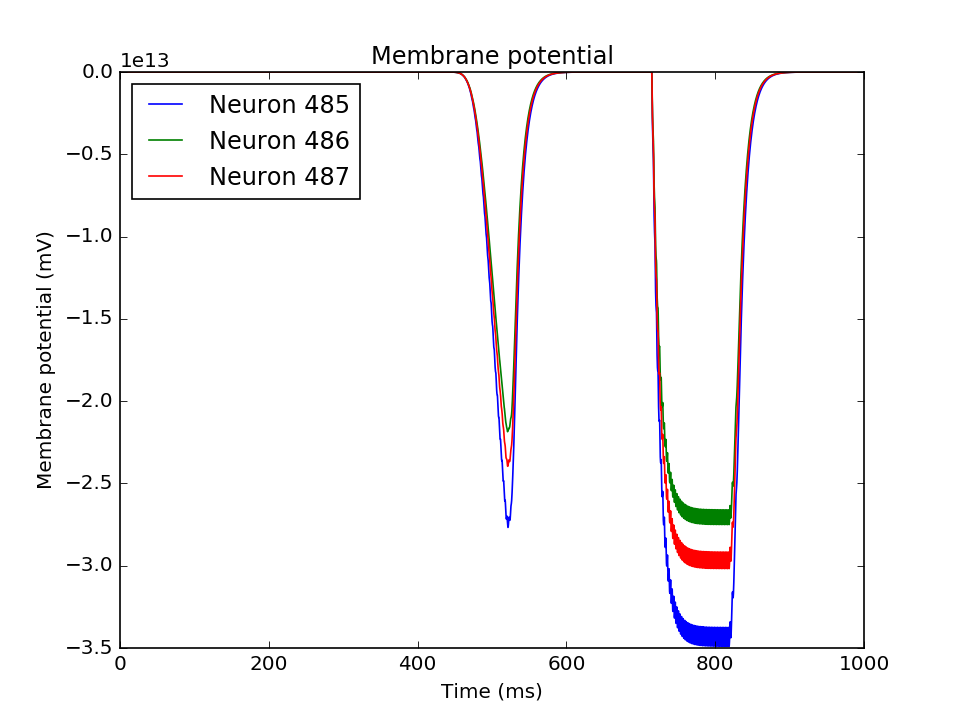 Membrane potential
1e13
Neuron 485
Neuron 486
Neuron 487
Membrane potential (mV)
0.0
−0.5
−1.0
−1.5
−2.0
−2.5
−3.0
−3.5
0 200 400 600 800 1000
Time (ms)